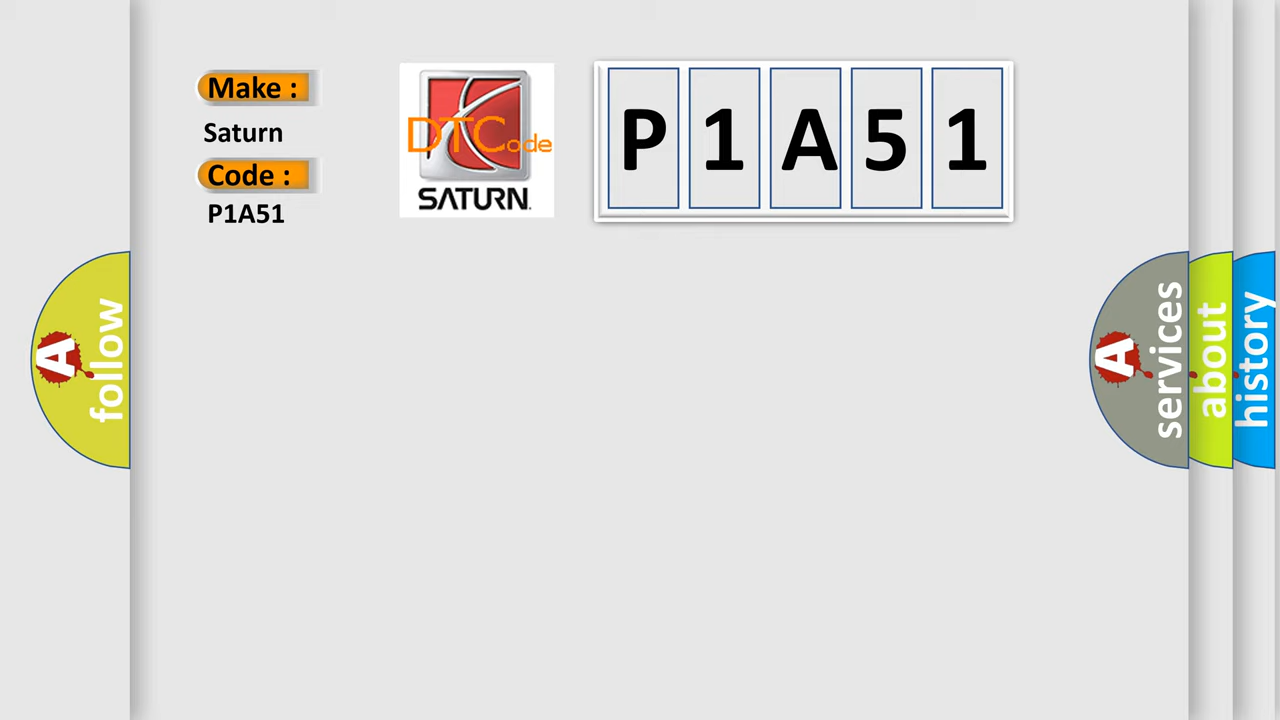 Make :
Saturn
Code :
P1A51
DTCode
SATURN
P 1 A 5 1
A follow
A services
about
history